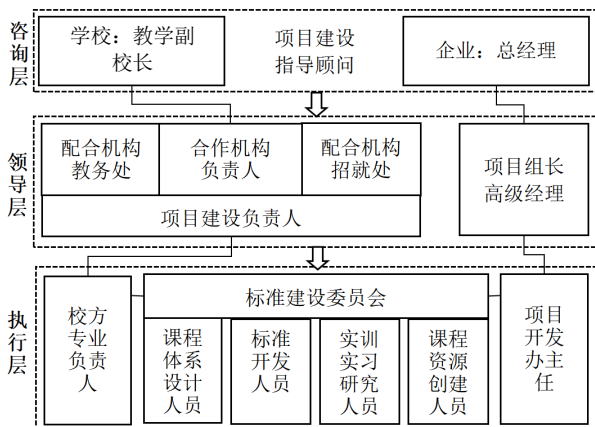 咨询层
学校：教学副
校长
项目建设
指导顾问
企业：总经理
领导层
配合机构
教务处
合作机构
负责人
配合机构
招就处
项目建设负责人
项目组长
高级经理
执行层
校方
专业
负责
人
标准建设委员会
课程
体系
设计
人员
标准
开发
人员
实训
实习
研究
人员
课程
资源
创建
人员
项目
开发
办主
任